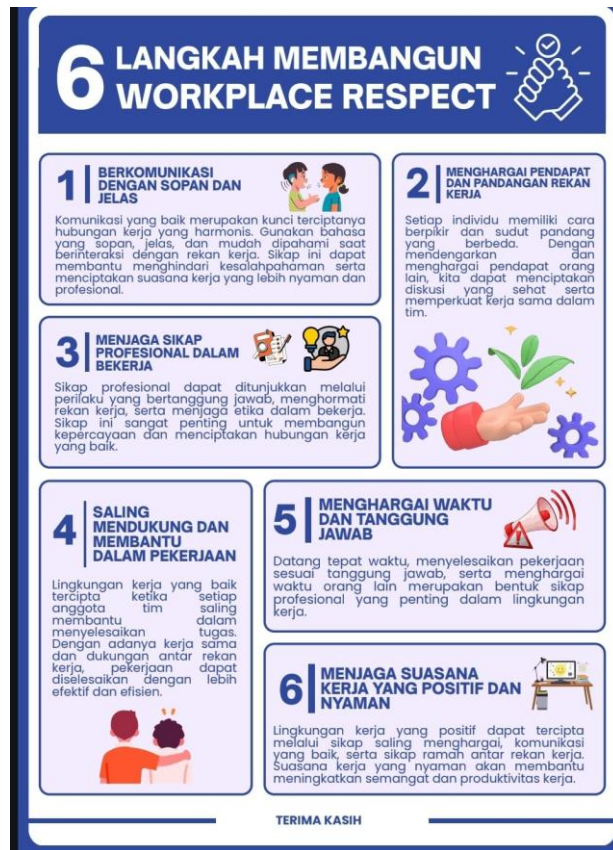 6 LANGKAH MEMBANGUN
WORKPLACE RESPECT
1 BERKOMUNIKASI
DENGAN SOPAN DAN
JELAS
Komunikasi yang baik merupakan kunci terciptanya
hubungan kerja yang harmonis. Gunakan bahasa
yang sopan, jelas, dan mudah dipahami saat
berinteraksi dengan rekan kerja. Sikap ini dapat
membantu menghindari kesalahpahaman serta
menciptakan suasana kerja yang lebih nyaman dan
profesional.
2 MENGHARGAI PENDAPAT
DAN PANDANGAN REKAN
KERJA
Setiap individu memiliki cara
berpikir dan sudut pandang
yang berbeda. Dengan
mendengarkan dan
menghargai pendapat orang
lain, kita dapat menciptakan
diskusi yang sehat serta
memperkuat kerja sama dalam
tim.
3 MENJAGA SIKAP
PROFESIONAL DALAM
BEKERJA
Sikap profesional dapat ditunjukkan melalui
perilaku yang bertanggung jawab, menghormati
rekan kerja, serta menjaga etika dalam bekerja.
Sikap ini sangat penting untuk membangun
kepercayaan dan menciptakan hubungan kerja
yang baik.
4 SALING
MENDUKUNG DAN
MEMBANTU
DALAM PEKERJAAN
Lingkungan kerja yang baik
tercipta ketika setiap
anggota tim saling
membantu dalam
menyelesaikan tugas.
Dengan adanya kerja sama
dan dukungan antar rekan
kerja, pekerjaan dapat
diselesaikan dengan lebih
efektif dan efisien.
5 MENGHARGAI WAKTU
DAN TANGGUNG
JAWAB
Datang tepat waktu, menyelesaikan pekerjaan
sesuai tanggung jawab, serta menghargai
waktu orang lain merupakan bentuk sikap
profesional yang penting dalam lingkungan
kerja.
6 MENJAGA SUASANA
KERJA YANG POSITIF DAN
NYAMAN
Lingkungan kerja yang positif dapat tercipta
melalui sikap saling menghargai, komunikasi
yang baik, serta sikap ramah antar rekan kerja.
Suasana kerja yang nyaman akan membantu
meningkatkan semangat dan produktivitas kerja.
TERIMA KASIH